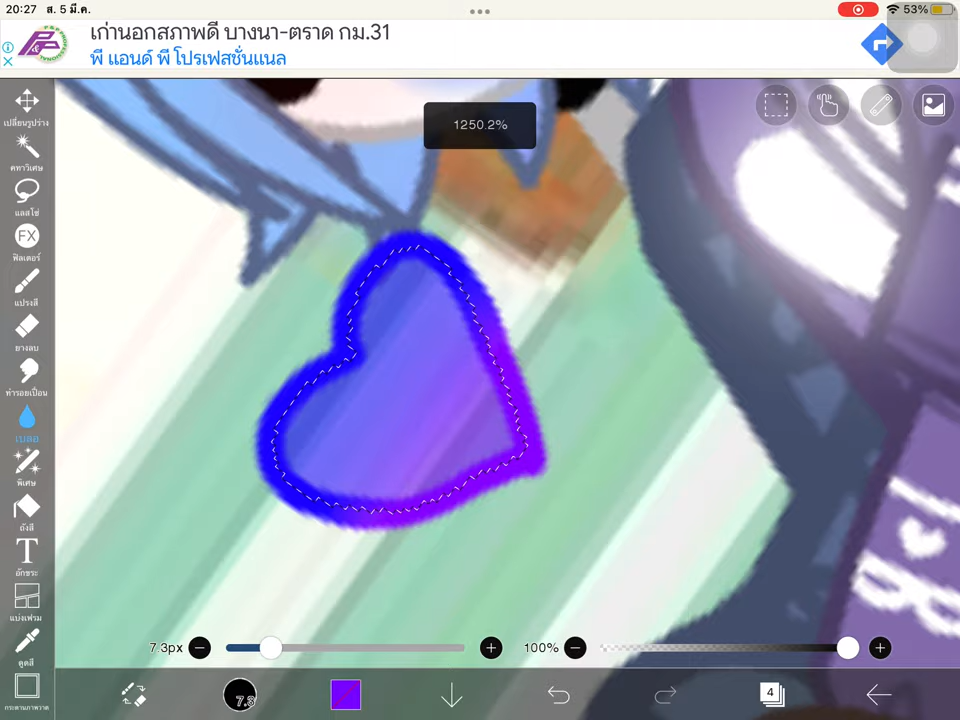 20:27 ส. 5 มี.ค.
53%
เก่านอกสภาพดี บางนา-ตราด กม.31
พี แอนด์ พี โปรเฟสชั่นแนล
P&P
1250.2%
เปลี่ยนรูปร่าง
คทาวิเศษ
แลสโซ่
FX
ฟิลเตอร์
แปรงสี
ยางลบ
ทำรอยเปื้อน
เบลอ
พิเศษ
ถังสี
T
อักขระ
แบ่งเฟรม
ดูดสี
กระดานภาพวาด
7.3px
100%
7.3
4